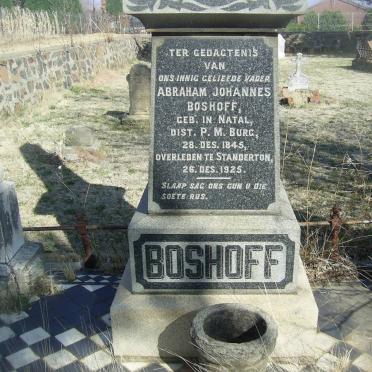 TER GEDACTENIS
VAN
ONS INNIG GELIEFDE VADER
ABRAHAM JOHANNES
BOSHOFF,
GEB. IN NATAL,
DIST. P. M. BURG,
28. DES. 1845,
OVERLEDEN TE STANDERTON,
26. DES. 1925.
SLAAP SAG ONS GUN U DIE
SOETE RUS.
BOSHOFF